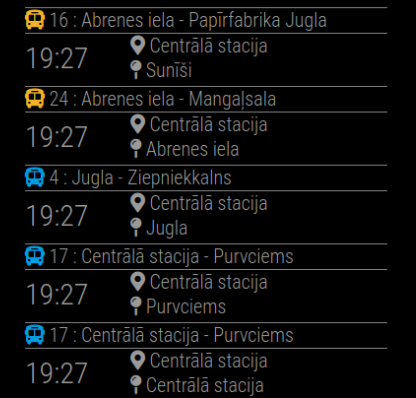 16 : Abrenes iela - Papīrfabrika Jugla
19:27
Centrālā stacija
Sunīši
24 : Abrenes iela - Mangaļsala
19:27
Centrālā stacija
Abrenes iela
4 : Jugla - Ziepniekkalns
19:27
Centrālā stacija
Jugla
17 : Centrālā stacija - Purvciems
19:27
Centrālā stacija
Purvciems
17 : Centrālā stacija - Purvciems
19:27
Centrālā stacija
Centrālā stacija